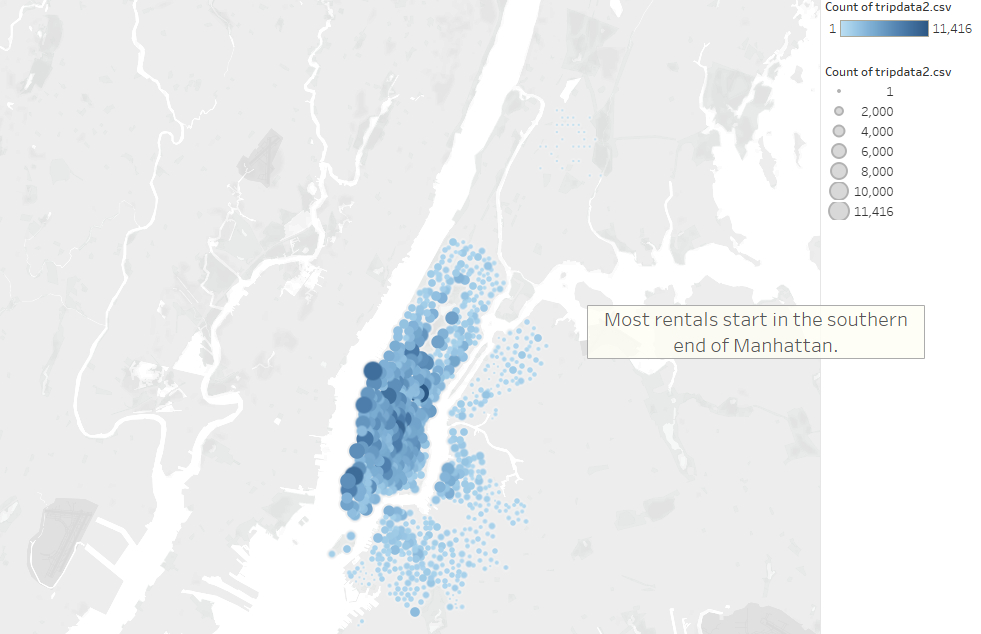 Count of tripdata2.csv
1 11,416
Count of tripdata2.csv
1
2,000
4,000
6,000
8,000
10,000
11,416
Most rentals start in the southern
end of Manhattan.